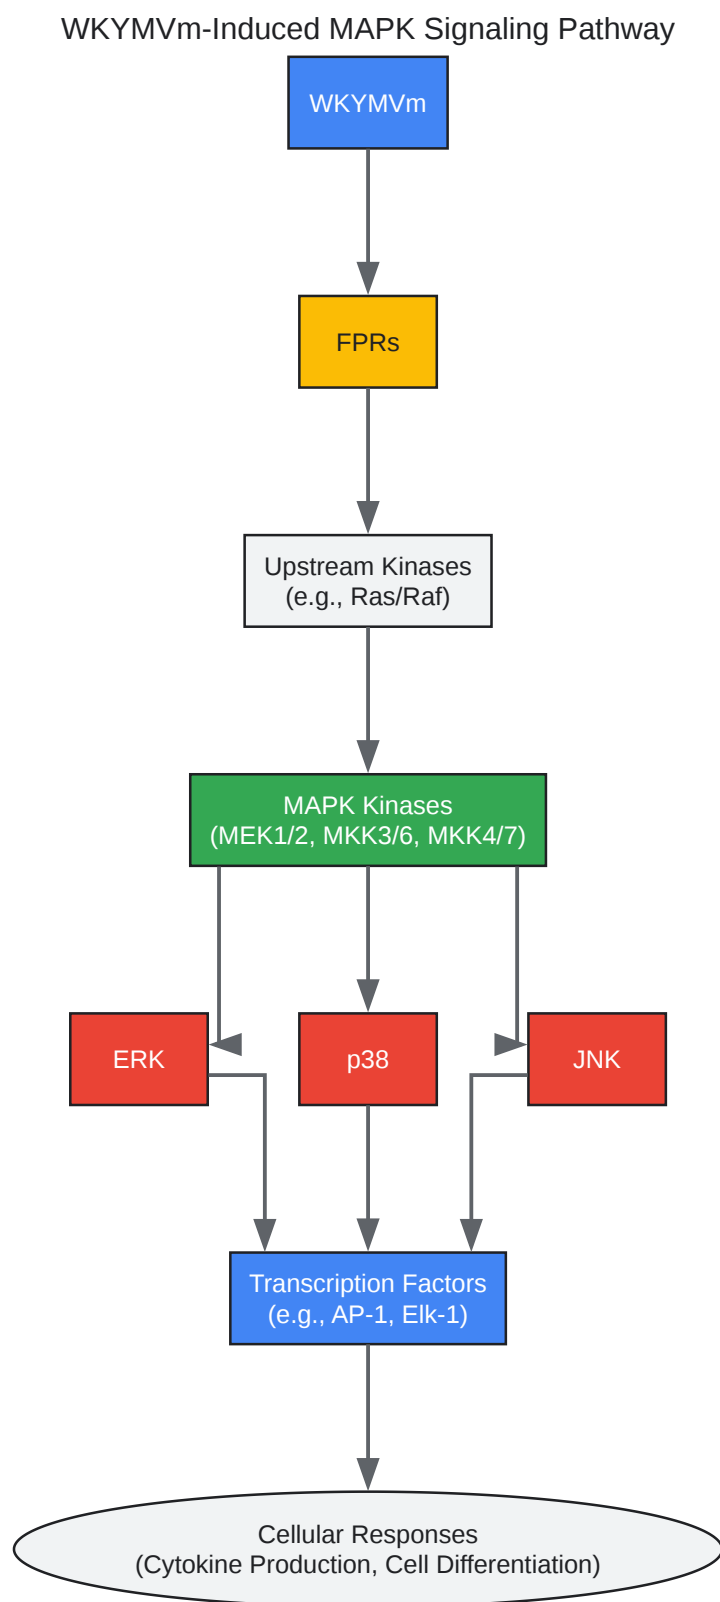 WKYMVm-Induced MAPK Signaling Pathway
WKYMVm
FPRs
Upstream Kinases
(e.g., Ras/Raf)
MAPK Kinases
(MEK1/2, MKK3/6, MKK4/7)
ERK
p38
JNK
Transcription Factors
(e.g., AP-1, Elk-1)
Cellular Responses
(Cytokine Production, Cell Differentiation)